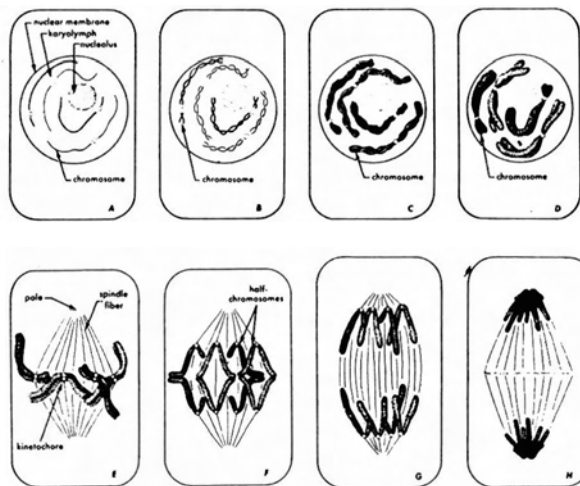 nuclear membrane
karyolymph
nucleolus
chromosome
A
chromosome
B
chromosome
C
chromosome
D
pole
spindle
fiber
kinetochore
E
half-
chromosomes
F
G
H